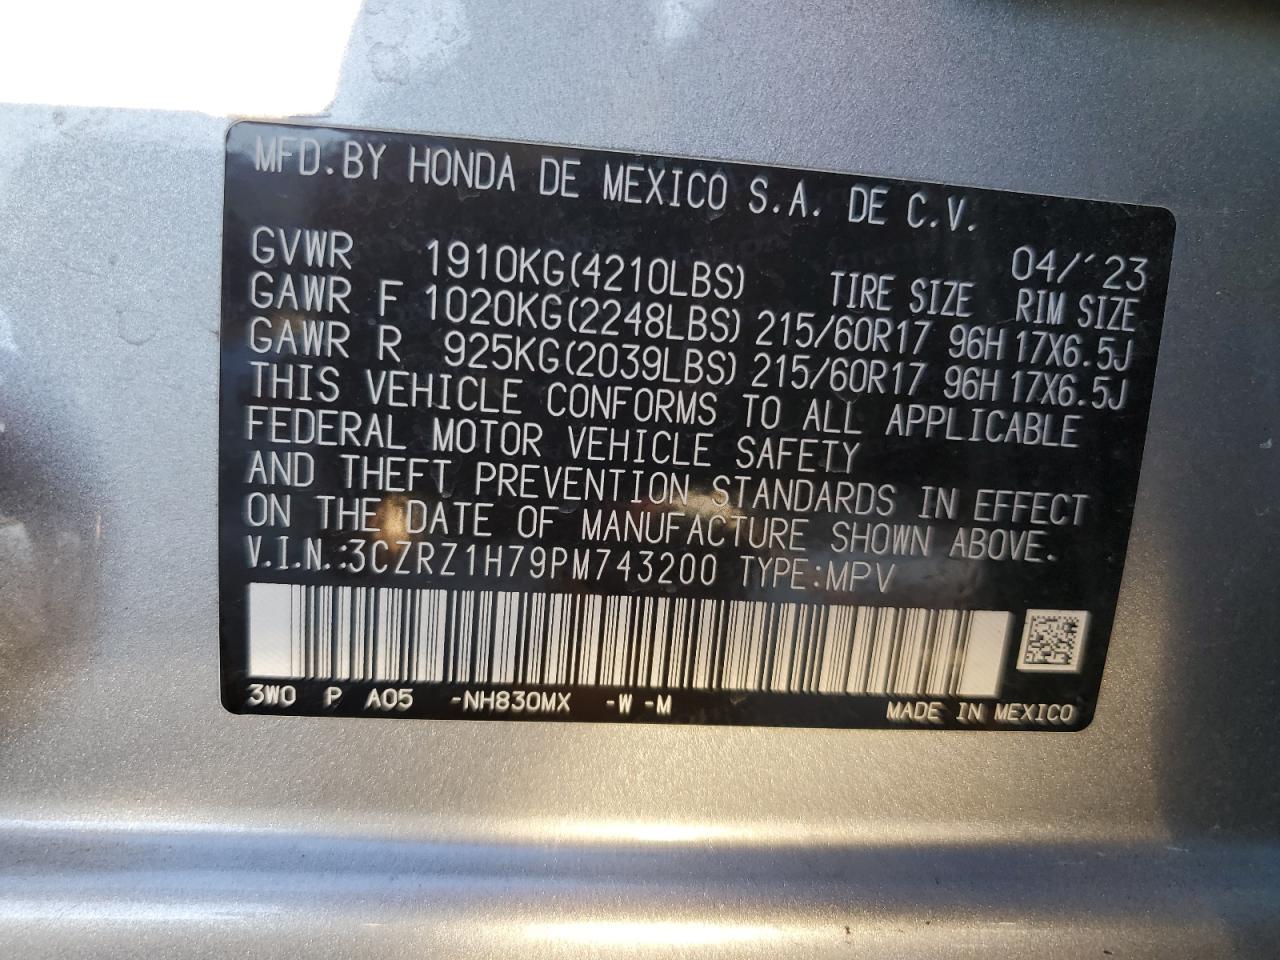 MFD.BY HONDA DE MEXICO S.A. DE C.V.
04/'23
GVWR 1910KG(4210LBS) TIRE SIZE RIM SIZE
GAWR F 1020KG(2248LBS) 215/60R17 96H 17X6.5J
GAWR R 925KG(2039LBS) 215/60R17 96H 17X6.5J
THIS VEHICLE CONFORMS TO ALL APPLICABLE
FEDERAL MOTOR VEHICLE SAFETY
AND THEFT PREVENTION STANDARDS IN EFFECT
ON THE DATE OF MANUFACTURE SHOWN ABOVE.
V.I.N.:3CZRZ1H79PM743200 TYPE:MPV
3W0 P A05 -NH830MX -W -M MADE IN MEXICO